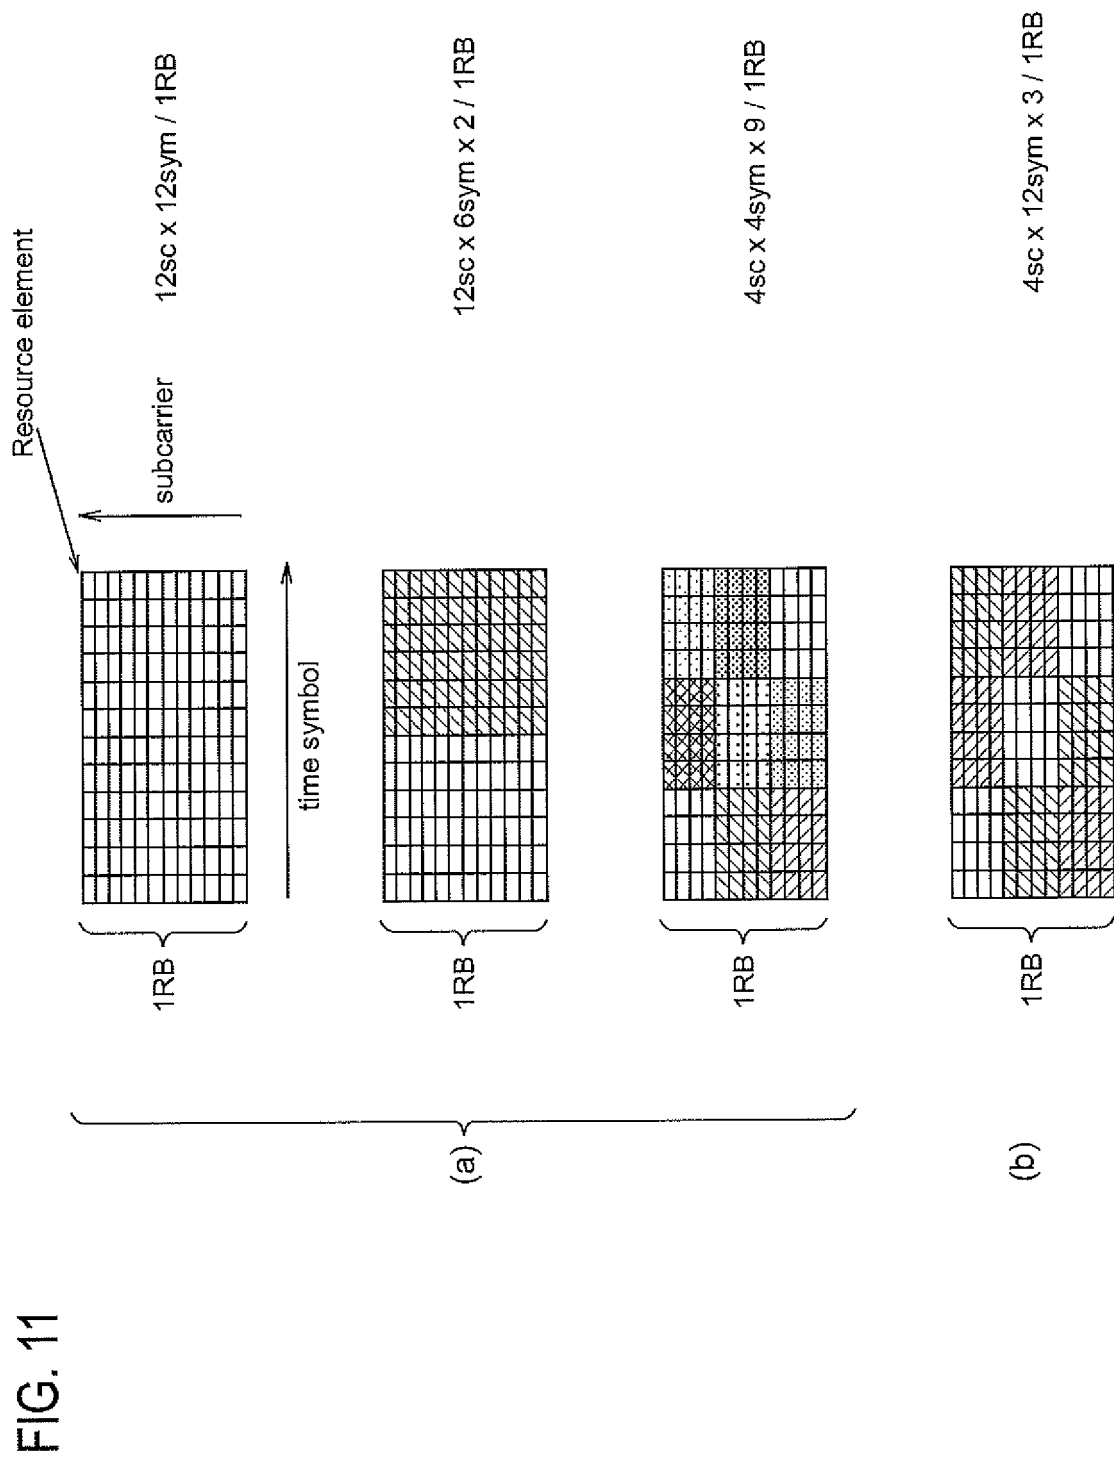 FIG. 11
Resource element
1RB
subcarrier
12sc x 12sym / 1RB
time symbol
(a)
1RB
12sc x 6sym x 2 / 1RB
1RB
4sc x 4sym x 9 / 1RB
(b)
1RB
4sc x 12sym x 3 / 1RB